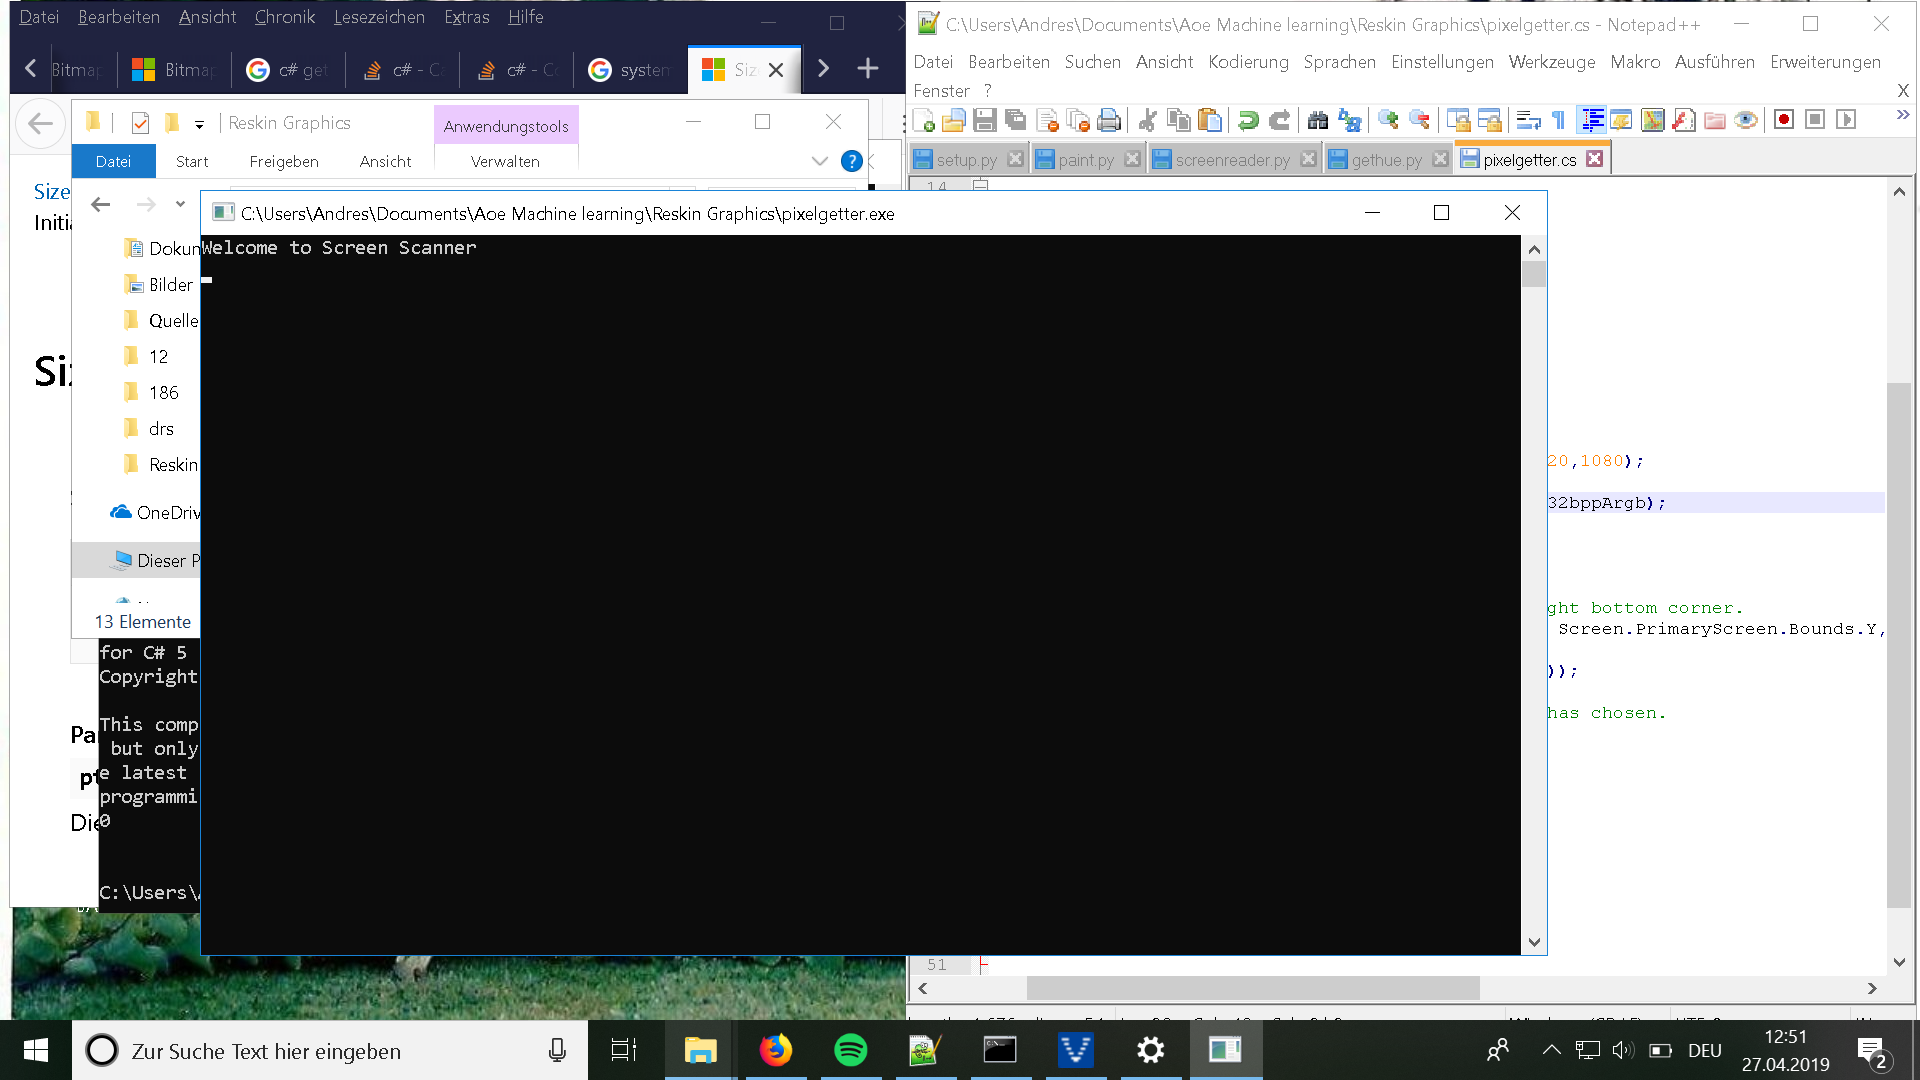 Datei Bearbeiten Ansicht Chronik Lesezeichen Extras Hilfe
Bitmap Bitmap c# get c# - C c# - C system Siz
Reskin Graphics
Anwendungstools
Datei Start Freigeben Ansicht Verwalten
Size
Initia
Dokun
Bilder
Quelle
12
186
drs
Reskin
OneDriv
Dieser P
13 Elemente
Siz
for C# 5
Copyright
This comp
but only
e latest
programmi
0
C:\Users\
Pa
pt
Die
C:\Users\Andres\Documents\Aoe Machine learning\Reskin Graphics\pixelgetter.exe
Welcome to Screen Scanner
C:\Users\Andres\Documents\Aoe Machine learning\Reskin Graphics\pixelgetter.cs - Notepad++
Datei Bearbeiten Suchen Ansicht Kodierung Sprachen Einstellungen Werkzeuge Makro Ausführen Erweiterungen
Fenster ? X
setup.py paint.py screenreader.py gethue.py pixelgetter.cs
14
20,1080);
32bppArgb);
ght bottom corner.
Screen.PrimaryScreen.Bounds.Y,
));
has chosen.
51
Zur Suche Text hier eingeben
DEU
12:51
27.04.2019
2